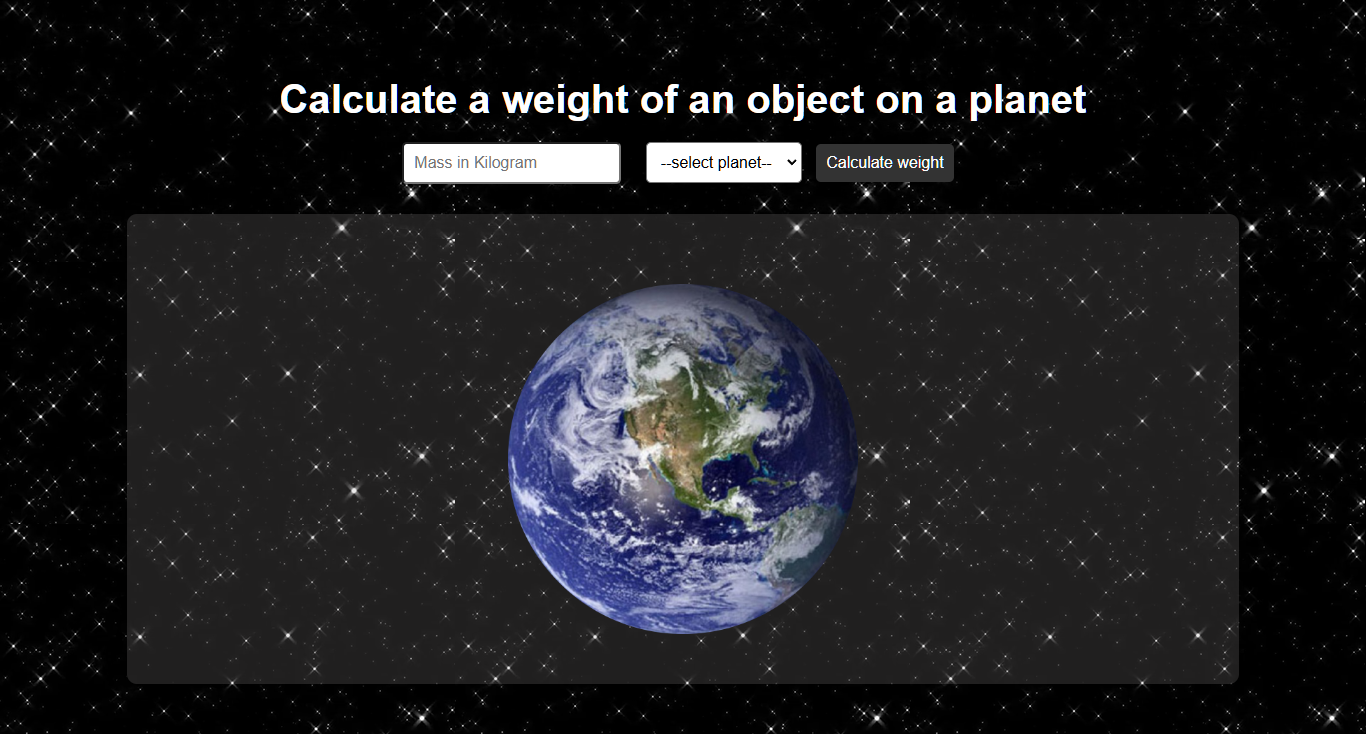 Calculate a weight of an object on a planet
Mass in Kilogram
--select planet--
Calculate weight